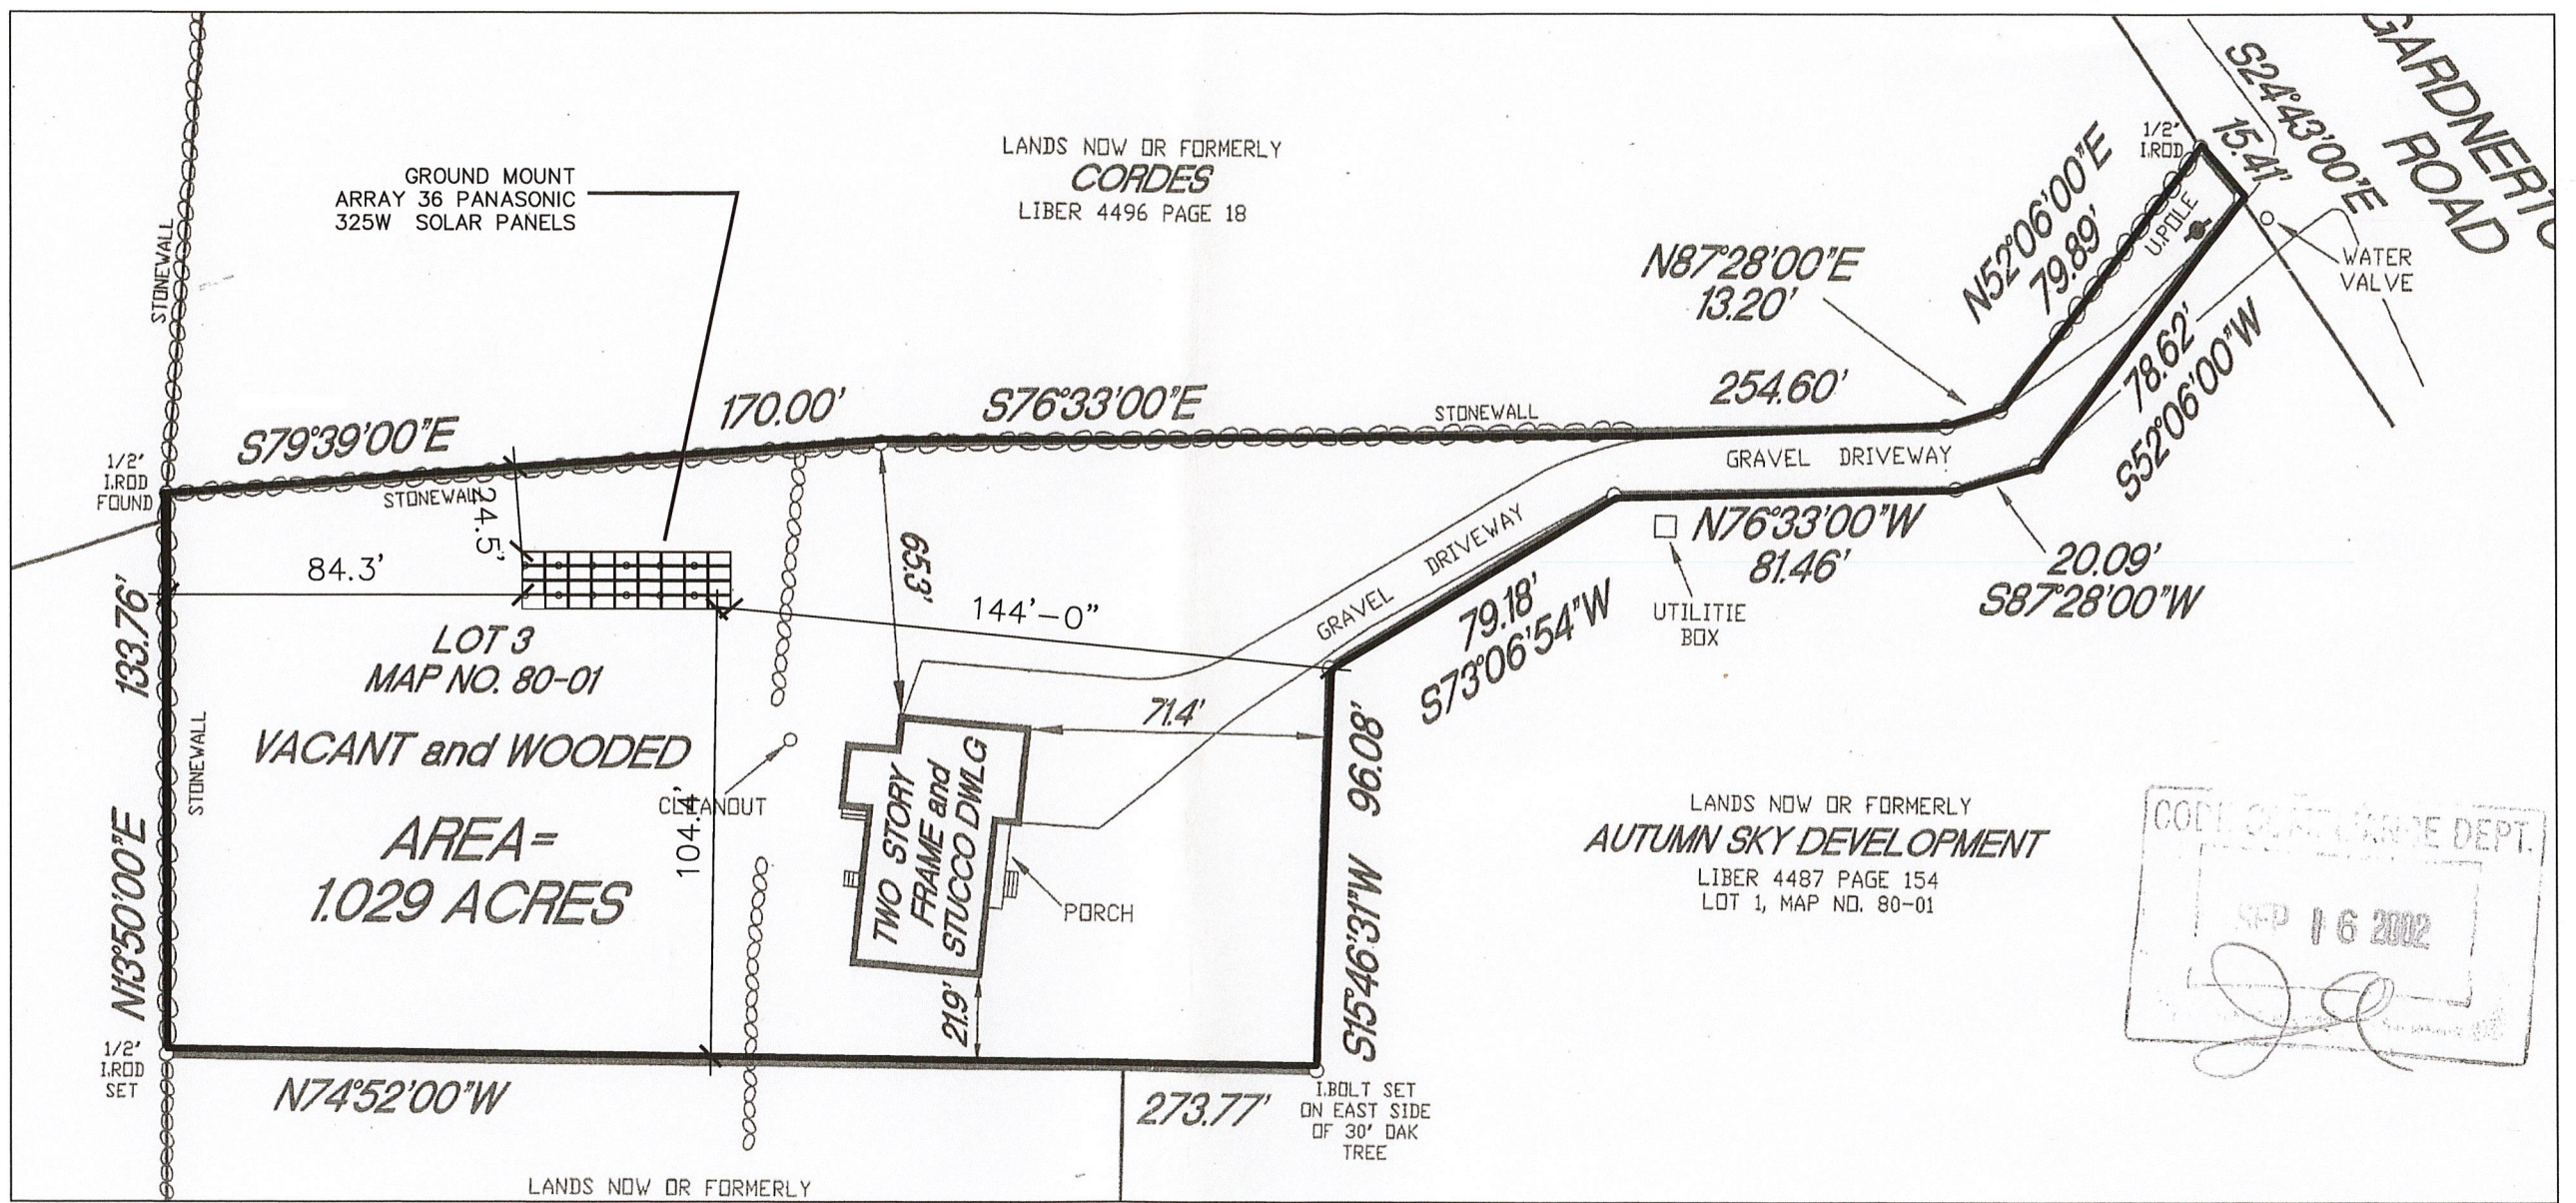 GARDNERT
ROAD
S24°43'00"E
15.41'
1/2"
I.ROD
U.POLE
WATER
VALVE
N52°06'00"E
79.89'
N87°28'00"E
13.20'
LANDS NOW OR FORMERLY
CORDES
LIBER 4496 PAGE 18
GROUND MOUNT
ARRAY 36 PANASONIC
325W SOLAR PANELS
STONEWALL
78.62'
S52°06'00"W
254.60'
STONEWALL
S76°33'00"E
170.00'
S79°39'00"E
1/2"
I.ROD
FOUND
STONEWALL
24.5'
GRAVEL DRIVEWAY
N76°33'00"W
81.46'
20.09'
S87°28'00"W
GRAVEL DRIVEWAY
79.18'
S73°06'54"W
UTILITIE
BOX
84.3'
65.3'
144'-0"
133.76'
N13°50'00"E
STONEWALL
LOT 3
MAP NO. 80-01
VACANT and WOODED
AREA=
1.029 ACRES
CLEANOUT
104.4'
71.4'
TWO STORY
FRAME and
STUCCO DWLG
PORCH
21.9'
96.08'
S15°46'31"W
LANDS NOW OR FORMERLY
AUTUMN SKY DEVELOPMENT
LIBER 4487 PAGE 154
LOT 1, MAP NO. 80-01
CODE COMPLIANCE DEPT.
SEP 16 2002
1/2"
I.ROD
SET
N74°52'00"W
273.77'
I.BOLT SET
ON EAST SIDE
OF 30' OAK
TREE
LANDS NOW OR FORMERLY